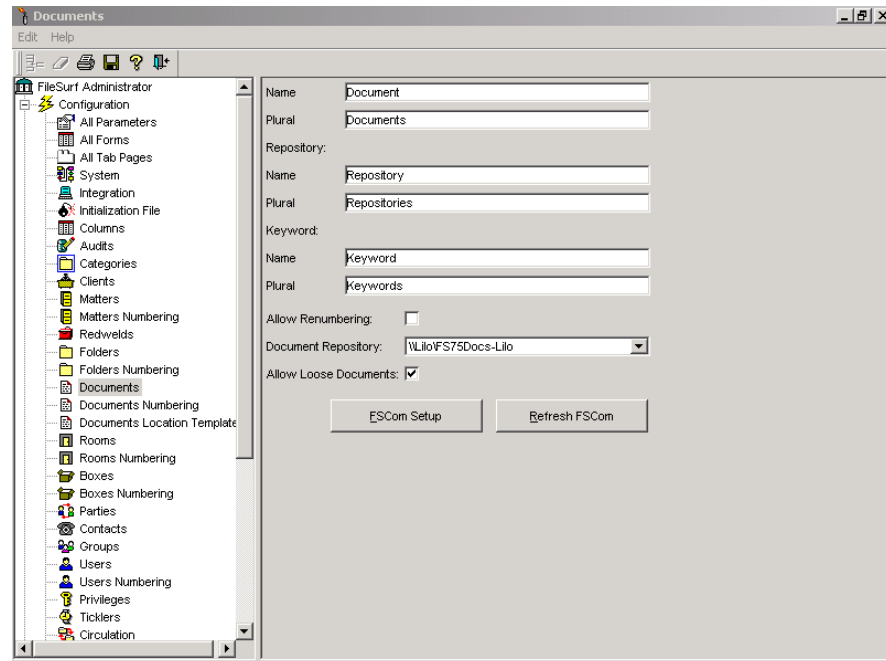 Documents
Edit Help
FileSurf Administrator
Configuration
All Parameters
All Forms
All Tab Pages
System
Integration
Initialization File
Columns
Audits
Categories
Clients
Matters
Matters Numbering
Redwelds
Folders
Folders Numbering
Documents
Documents Numbering
Documents Location Template
Rooms
Rooms Numbering
Boxes
Boxes Numbering
Parties
Contacts
Groups
Users
Users Numbering
Privileges
Ticklers
Circulation
Name Document
Plural Documents
Repository:
Name Repository
Plural Repositories
Keyword:
Name Keyword
Plural Keywords
Allow Renumbering:
Document Repository: \\Lilo\FS75Docs-Lilo
Allow Loose Documents:
FSCom Setup Refresh FSCom